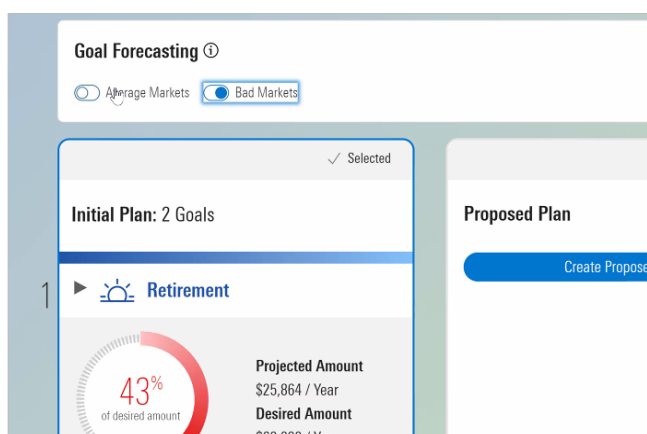 Goal Forecasting
Average Markets
Bad Markets
Selected
Initial Plan: 2 Goals
Proposed Plan
Create Propose
1
Retirement
43%
of desired amount
Projected Amount
$25,864 / Year
Desired Amount